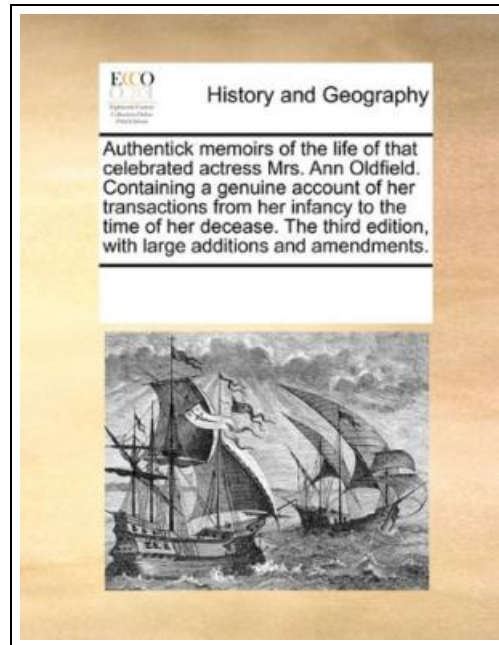 ECCO
History and Geography
Authentick memoirs of the life of that
celebrated actress Mrs. Ann Oldfield.
Containing a genuine account of her
transactions from her infancy to the
time of her decease. The third edition,
with large additions and amendments.